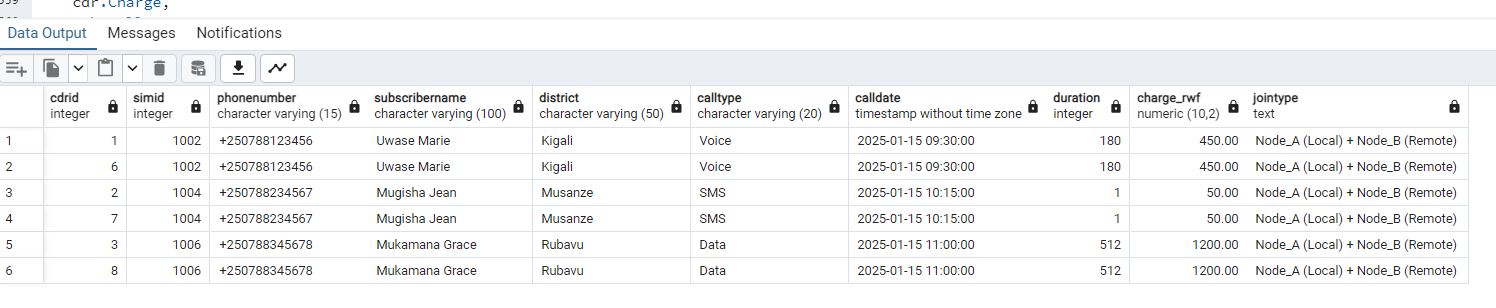 cdr.Charge,
Data Output Messages Notifications
cdrid simid phonenumber subscribername district calltype calldate duration charge_rwf jointype
integer integer character varying (15) character varying (100) character varying (50) character varying (20) timestamp without time zone integer numeric (10,2) text
1 1 1002 +250788123456 Uwase Marie Kigali Voice 2025-01-15 09:30:00 180 450.00 Node_A (Local) + Node_B (Remote)
2 6 1002 +250788123456 Uwase Marie Kigali Voice 2025-01-15 09:30:00 180 450.00 Node_A (Local) + Node_B (Remote)
3 2 1004 +250788234567 Mugisha Jean Musanze SMS 2025-01-15 10:15:00 1 50.00 Node_A (Local) + Node_B (Remote)
4 7 1004 +250788234567 Mugisha Jean Musanze SMS 2025-01-15 10:15:00 1 50.00 Node_A (Local) + Node_B (Remote)
5 3 1006 +250788345678 Mukamana Grace Rubavu Data 2025-01-15 11:00:00 512 1200.00 Node_A (Local) + Node_B (Remote)
6 8 1006 +250788345678 Mukamana Grace Rubavu Data 2025-01-15 11:00:00 512 1200.00 Node_A (Local) + Node_B (Remote)